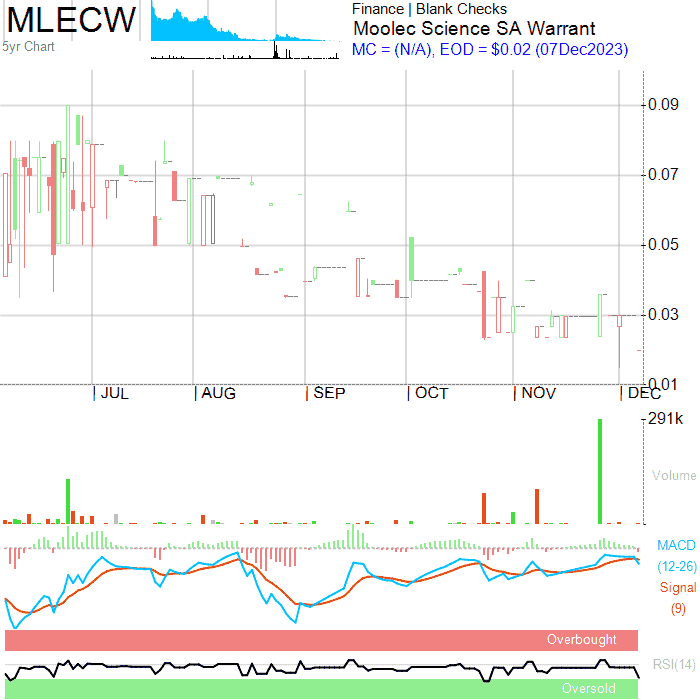 MLECW
5yr Chart
Finance | Blank Checks
Moolec Science SA Warrant
MC = (N/A), EOD = $0.02 (07Dec2023)
0.09
0.07
0.05
0.03
0.01
JUL AUG SEP OCT NOV DEC
291k
Volume
MACD
(12-26)
Signal
(9)
Overbought
RSI(14)
Oversold